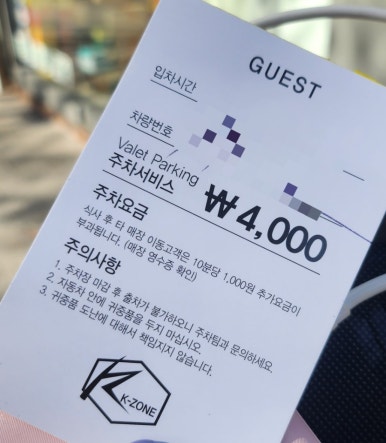 GUEST
입차시간
차량번호
Valet Parking
주차서비스
₩4,000
주차요금
식사 후 타 매장 이동고객은 10분당 1,000원 추가요금이
부과됩니다. (매장 영수증 확인)
주의사항
1. 주차장 마감 후 출차가 불가하오니 주차팀과 문의하세요.
2. 자동차 안에 귀중품을 두지 마십시오.
3. 귀중품 도난에 대해서 책임지지 않습니다.
K-ZONE